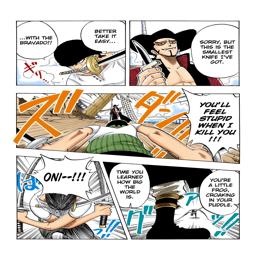 SORRY, BUT
THIS IS THE
SMALLEST
KNIFE I'VE
GOT.
BETTER
TAKE IT
EASY...
...WITH THE
BRAVADO!!
YOU'LL
FEEL
STUPID
WHEN I
KILL YOU
!!!
YOU'RE
A LITTLE
FROG,
CROAKING
IN YOUR
PUDDLE.
TIME YOU
LEARNED
HOW BIG
THE
WORLD
IS.
ONI--!!!